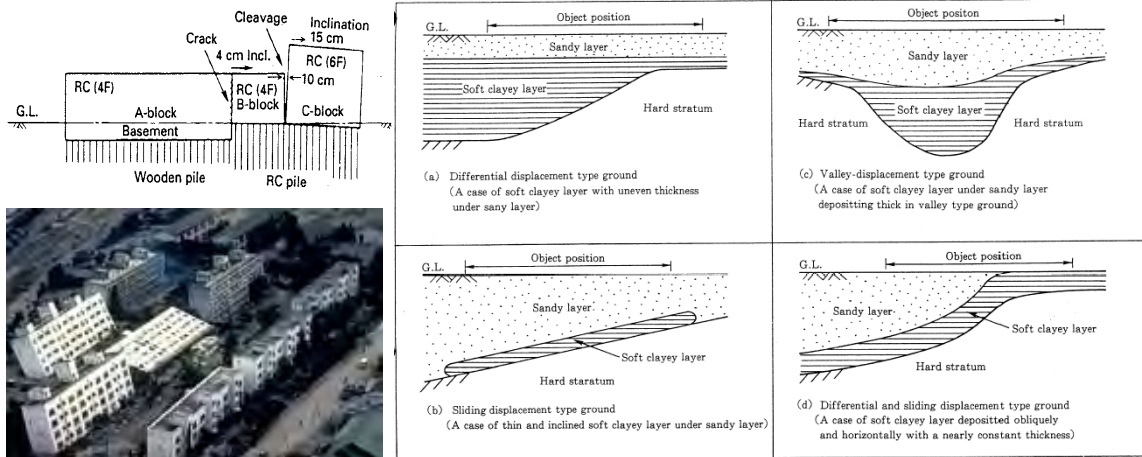 Cleavage
Inclination
15 cm
Crack
4 cm Incl.
RC (6F)
10 cm
RC (4F)
RC (4F)
B-block
G.L.
A-block
C-block
Basement
Wooden pile
RC pile
Object position
G.L.
Sandy layer
Soft clayey layer
Hard stratum
(a) Differential displacement type ground
(A case of soft clayey layer with uneven thickness
under sany layer)
Object positon
G.L.
Sandy layer
Soft clayey layer
Hard stratum
Hard stratum
(c) Valley-displacement type ground
(A case of soft clayey layer under sandy layer
depositting thick in valley type ground)
Object position
G.L.
Sandy layer
Soft clayey layer
Hard staratum
(b) Sliding displacement type ground
(A case of thin and inclined soft clayey layer under sandy layer)
Object position
G.L.
Sandy layer
Soft clayey layer
Hard stratum
(d) Differential and sliding displacement type ground
(A case of soft clayey layer depositted obliquely
and horizontally with a nearly constant thickness)